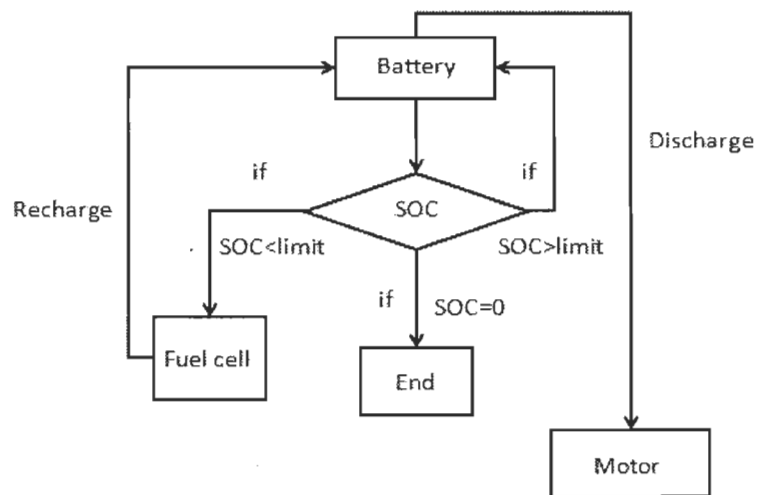 Battery
Discharge
if
if
Recharge
SOC
SOC<limit
SOC>limit
if
SOC=0
Fuel cell
End
Motor